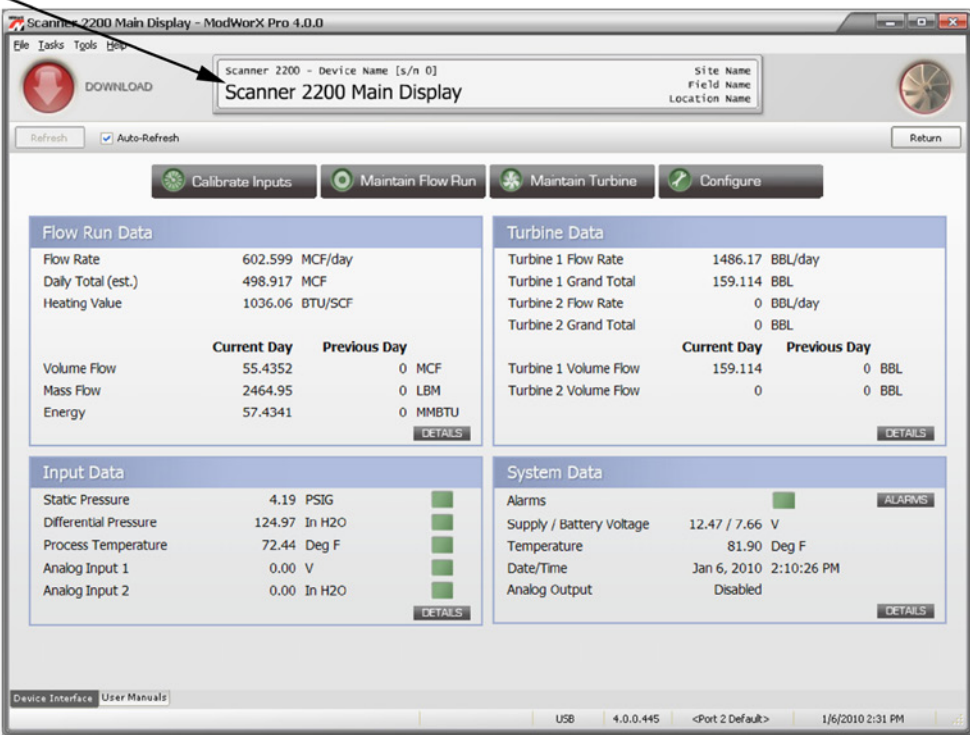 Scanner 2200 Main Display - ModWorX Pro 4.0.0
File Tasks Tools Help
DOWNLOAD
Scanner 2200 - Device Name [s/n 0]
Scanner 2200 Main Display
Site Name
Field Name
Location Name
Refresh Auto-Refresh Return
Calibrate Inputs Maintain Flow Run Maintain Turbine Configure
Flow Run Data
Flow Rate 602.599 MCF/day
Daily Total (est.) 498.917 MCF
Heating Value 1036.06 BTU/SCF
Current Day Previous Day
Volume Flow 55.4352 0 MCF
Mass Flow 2464.95 0 LBM
Energy 57.4341 0 MMBTU
DETAILS
Turbine Data
Turbine 1 Flow Rate 1486.17 BBL/day
Turbine 1 Grand Total 159.114 BBL
Turbine 2 Flow Rate 0 BBL/day
Turbine 2 Grand Total 0 BBL
Current Day Previous Day
Turbine 1 Volume Flow 159.114 0 BBL
Turbine 2 Volume Flow 0 0 BBL
DETAILS
Input Data
Static Pressure 4.19 PSIG
Differential Pressure 124.97 In H2O
Process Temperature 72.44 Deg F
Analog Input 1 0.00 V
Analog Input 2 0.00 In H2O
DETAILS
System Data
Alarms ALARMS
Supply / Battery Voltage 12.47 / 7.66 V
Temperature 81.90 Deg F
Date/Time Jan 6, 2010 2:10:26 PM
Analog Output Disabled
DETAILS
Device Interface User Manuals
USB 4.0.0.445 <Port 2 Default> 1/6/2010 2:31 PM